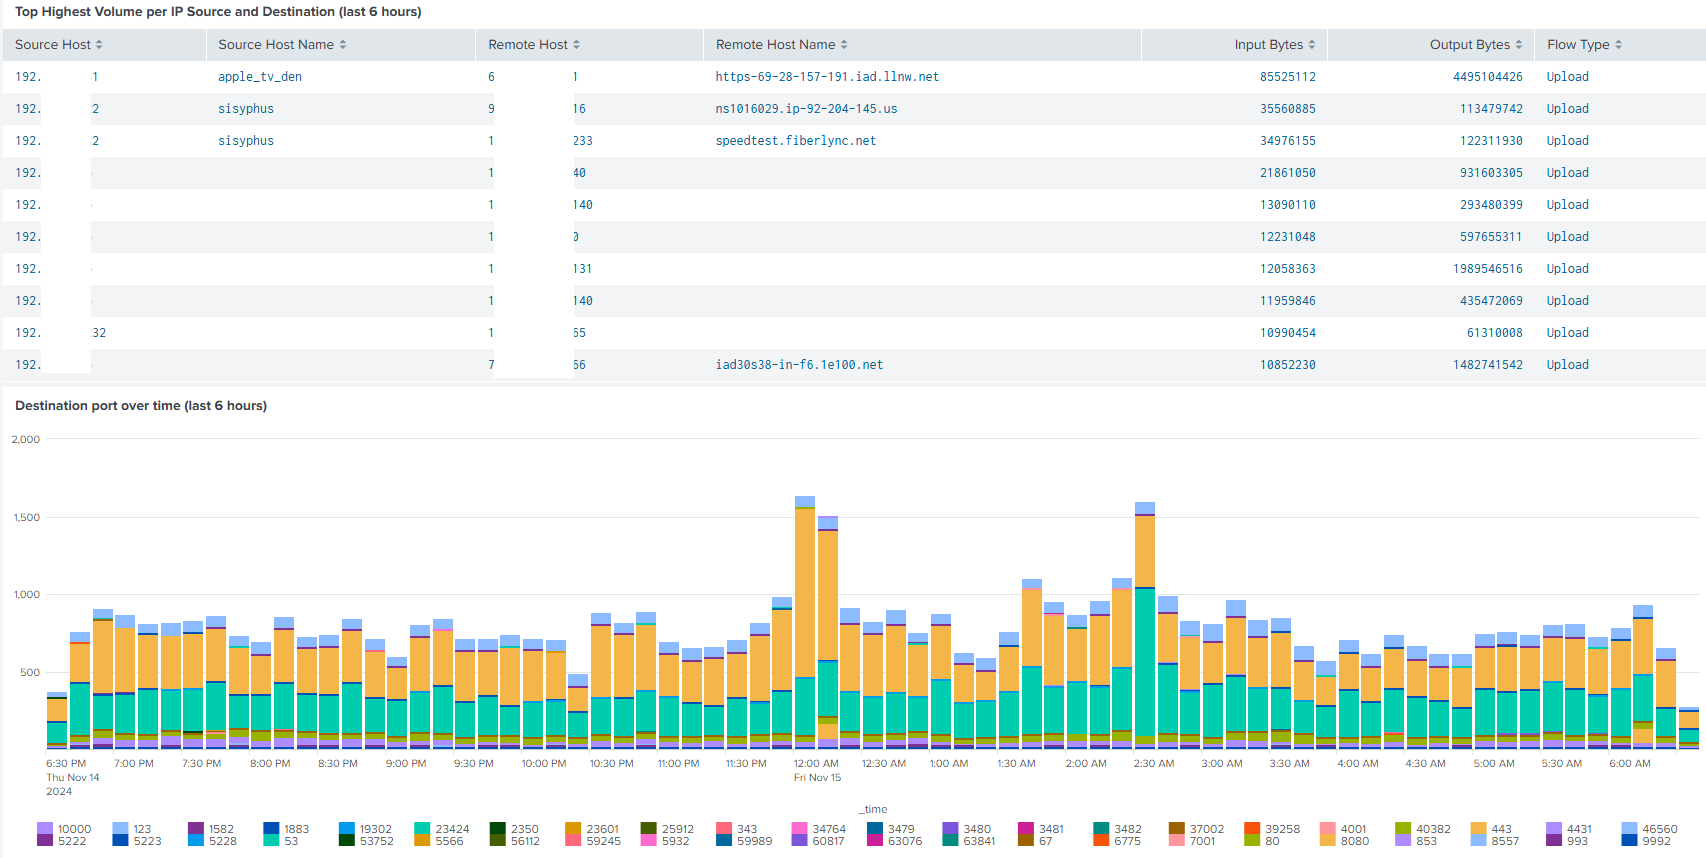 Top Highest Volume per IP Source and Destination (last 6 hours)
Source Host Source Host Name Remote Host Remote Host Name Input Bytes Output Bytes Flow Type
192. 1 apple_tv_den 6 1 https-69-28-157-191.iad.llnw.net 85525112 4495104426 Upload
192. 2 sisyphus 9 16 ns1016029.ip-92-204-145.us 35560885 113479742 Upload
192. 2 sisyphus 1 233 speedtest.fiberlync.net 34976155 122311930 Upload
192. 1 40 21861050 931603305 Upload
192. 1 140 13090110 293480399 Upload
192. 1 0 12231048 597655311 Upload
192. 1 131 12058363 1989546516 Upload
192. 1 140 11959846 435472069 Upload
192. 32 1 65 10990454 61310008 Upload
192. 7 66 iad30s38-in-f6.1e100.net 10852230 1482741542 Upload
Destination port over time (last 6 hours)
2,000
1,500
1,000
500
6:30 PM 7:00 PM 7:30 PM 8:00 PM 8:30 PM 9:00 PM 9:30 PM 10:00 PM 10:30 PM 11:00 PM 11:30 PM 12:00 AM 12:30 AM 1:00 AM 1:30 AM 2:00 AM 2:30 AM 3:00 AM 3:30 AM 4:00 AM 4:30 AM 5:00 AM 5:30 AM 6:00 AM
Thu Nov 14 Fri Nov 15
2024
_time
10000 123 1582 1883 19302 23424 2350 23601 25912 343 34764 3479 3480 3481 3482 37002 39258 4001 40382 443 4431 46560
5222 5223 5228 53 53752 5566 56112 59245 5932 59989 60817 63076 63841 67 6775 7001 80 8080 853 8557 993 9992